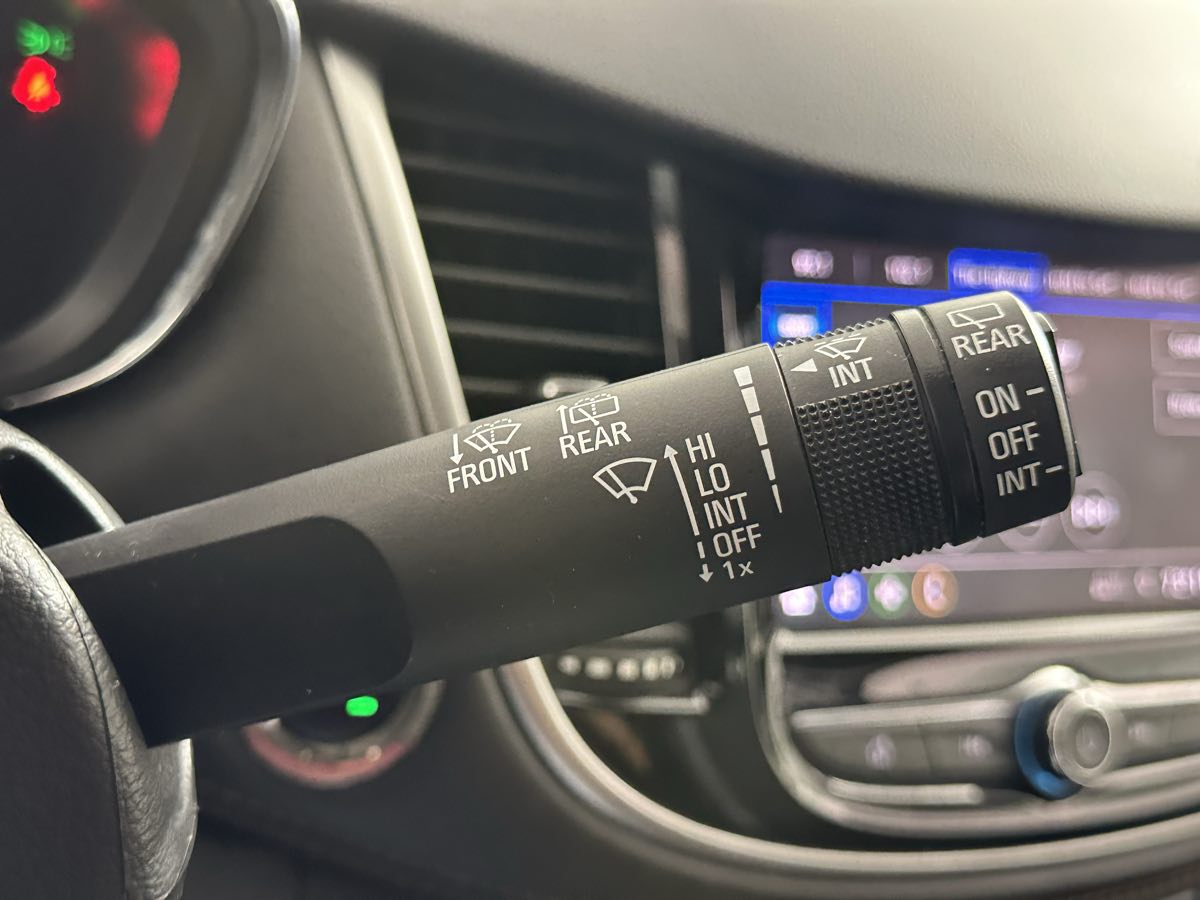 FRONT
REAR
HI
LO
INT
OFF
1x
INT
REAR
ON
OFF
INT